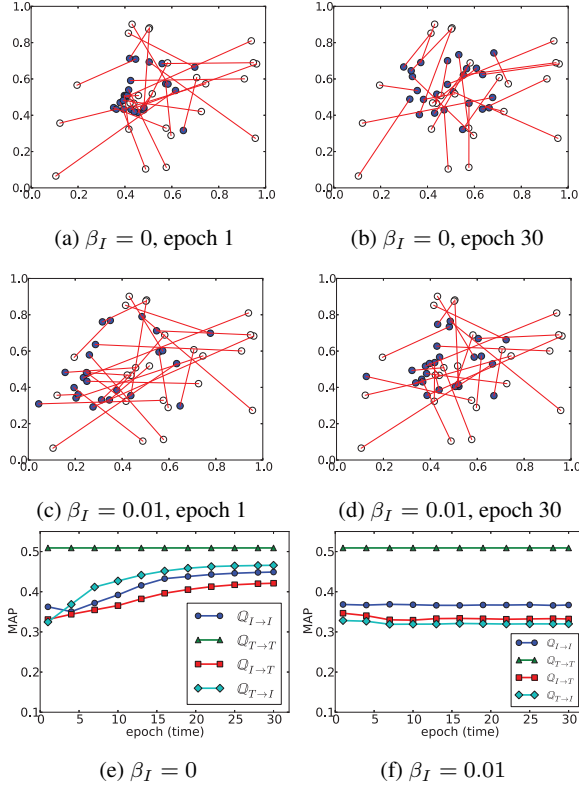 1.0
0.8
0.6
0.4
0.2
0.0
0.0 0.2 0.4 0.6 0.8 1.0
1.0
0.8
0.6
0.4
0.2
0.0
0.0 0.2 0.4 0.6 0.8 1.0
(a) β_I = 0, epoch 1
(b) β_I = 0, epoch 30
1.0
0.8
0.6
0.4
0.2
0.0
0.0 0.2 0.4 0.6 0.8 1.0
1.0
0.8
0.6
0.4
0.2
0.0
0.0 0.2 0.4 0.6 0.8 1.0
(c) β_I = 0.01, epoch 1
(d) β_I = 0.01, epoch 30
MAP
0.5
0.4
0.3
0.2
0.1
ℚ_{I→I}
ℚ_{T→T}
ℚ_{I→T}
ℚ_{T→I}
0 5 10 15 20 25 30
epoch (time)
MAP
0.5
0.4
0.3
0.2
0.1
ℚ_{I→I}
ℚ_{T→T}
ℚ_{I→T}
ℚ_{T→I}
0 5 10 15 20 25 30
epoch (time)
(e) β_I = 0
(f) β_I = 0.01